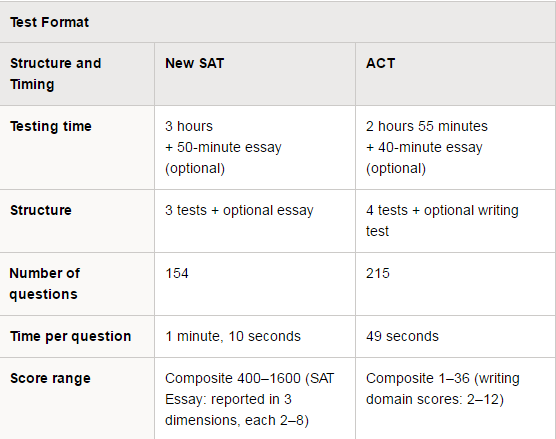 Test Format
Structure and New SAT ACT
Timing
Testing time 3 hours 2 hours 55 minutes
+ 50-minute essay + 40-minute essay
(optional) (optional)
Structure 3 tests + optional essay 4 tests + optional writing
test
Number of 154 215
questions
Time per question 1 minute, 10 seconds 49 seconds
Score range Composite 400–1600 (SAT Composite 1–36 (writing
Essay: reported in 3 domain scores: 2–12)
dimensions, each 2–8)